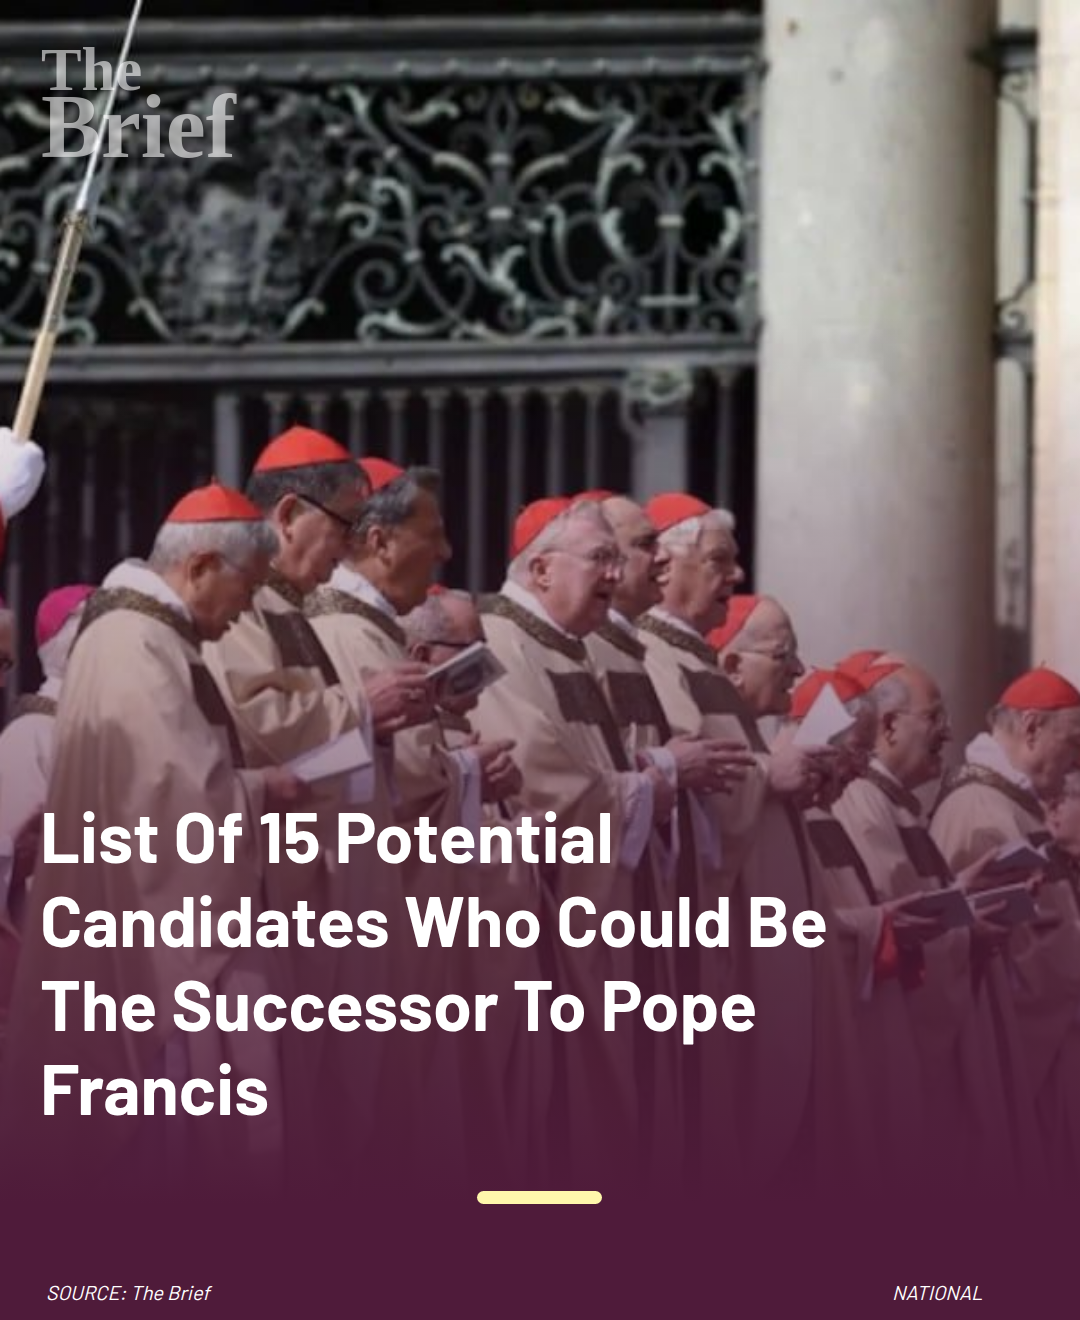 The
Brief
List Of 15 Potential
Candidates Who Could Be
The Successor To Pope
Francis
SOURCE: The Brief
NATIONAL